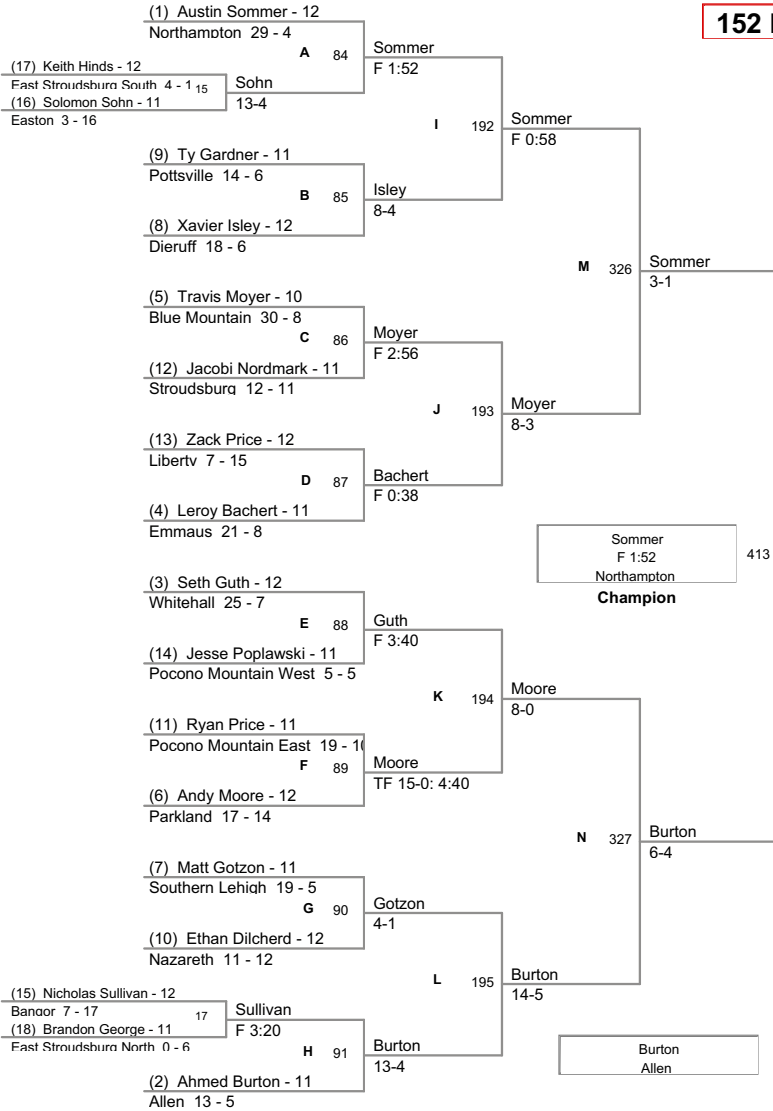 152
(1) Austin Sommer - 12
Northampton 29 - 4
A 84
Sommer
F 1:52
(17) Keith Hinds - 12
East Stroudsburg South 4 - 1
15
Sohn
13-4
(16) Solomon Sohn - 11
Easton 3 - 16
I 192
Sommer
F 0:58
(9) Ty Gardner - 11
Pottsville 14 - 6
B 85
Isley
8-4
(8) Xavier Isley - 12
Dieruff 18 - 6
M 326
Sommer
3-1
(5) Travis Moyer - 10
Blue Mountain 30 - 8
C 86
Moyer
F 2:56
(12) Jacobi Nordmark - 11
Stroudsburg 12 - 11
J 193
Moyer
8-3
(13) Zack Price - 12
Liberty 7 - 15
D 87
Bachert
F 0:38
(4) Leroy Bachert - 11
Emmaus 21 - 8
Sommer
F 1:52
Northampton
413
Champion
(3) Seth Guth - 12
Whitehall 25 - 7
E 88
Guth
F 3:40
(14) Jesse Poplawski - 11
Pocono Mountain West 5 - 5
K 194
Moore
8-0
(11) Ryan Price - 11
Pocono Mountain East 19 - 10
F 89
Moore
TF 15-0: 4:40
(6) Andy Moore - 12
Parkland 17 - 14
N 327
Burton
6-4
(7) Matt Gotzon - 11
Southern Lehigh 19 - 5
G 90
Gotzon
4-1
(10) Ethan Dilcherd - 12
Nazareth 11 - 12
L 195
Burton
14-5
(15) Nicholas Sullivan - 12
Bangor 7 - 17
17
Sullivan
F 3:20
(18) Brandon George - 11
East Stroudsburg North 0 - 6
H 91
Burton
13-4
(2) Ahmed Burton - 11
Allen 13 - 5
Burton
Allen